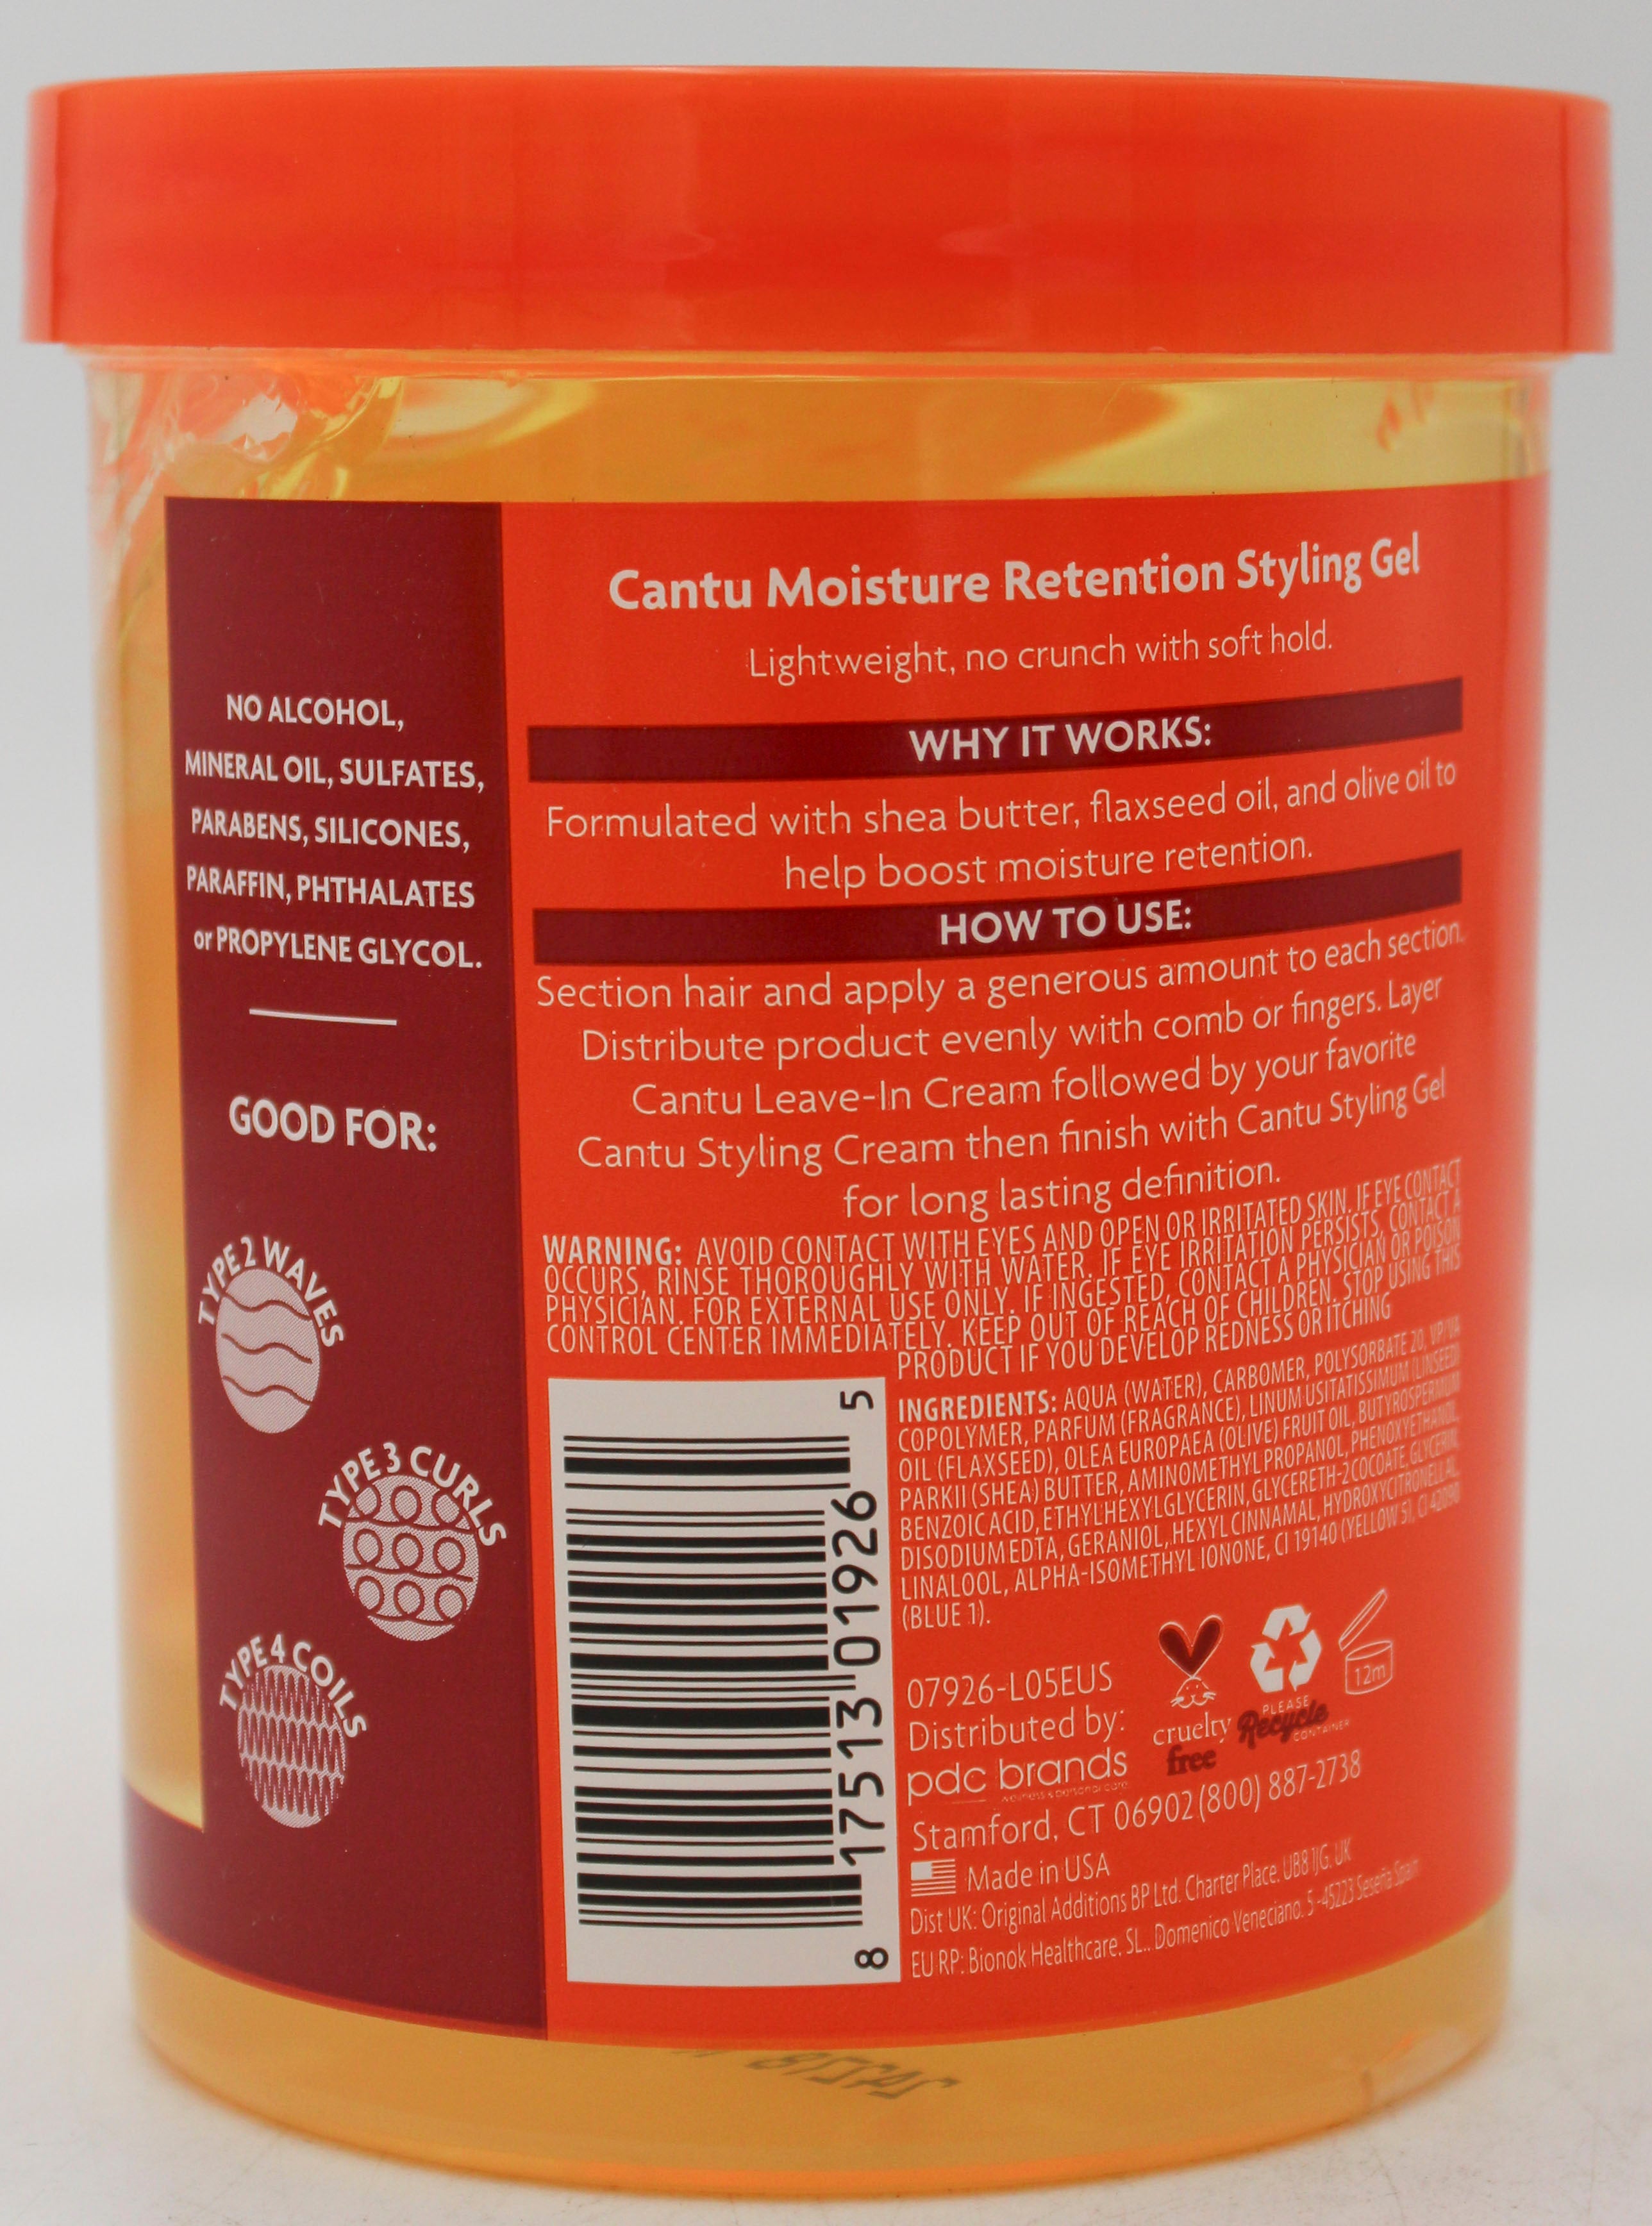 NO ALCOHOL,
MINERAL OIL, SULFATES,
PARABENS, SILICONES,
PARAFFIN, PHTHALATES
or PROPYLENE GLYCOL.
GOOD FOR:
TYPE 2 WAVES
TYPE 3 CURLS
TYPE 4 COILS
Cantu Moisture Retention Styling Gel
Lightweight, no crunch with soft hold.
WHY IT WORKS:
Formulated with shea butter, flaxseed oil, and olive oil to
help boost moisture retention.
HOW TO USE:
Section hair and apply a generous amount to each section.
Distribute product evenly with comb or fingers. Layer
Cantu Leave-In Cream followed by your favorite
Cantu Styling Cream then finish with Cantu Styling Gel
for long lasting definition.
WARNING: AVOID CONTACT WITH EYES AND OPEN OR IRRITATED SKIN. IF EYE CONTACT
OCCURS, RINSE THOROUGHLY WITH WATER. IF EYE IRRITATION PERSISTS, CONTACT A
PHYSICIAN. FOR EXTERNAL USE ONLY. IF INGESTED, CONTACT A PHYSICIAN OR POISON
CONTROL CENTER IMMEDIATELY. KEEP OUT OF REACH OF CHILDREN. STOP USING THIS
PRODUCT IF YOU DEVELOP REDNESS OR ITCHING
INGREDIENTS: AQUA (WATER), CARBOMER, POLYSORBATE 20, VP/VA
COPOLYMER, PARFUM (FRAGRANCE), LINUM USITATISSIMUM (LINSEED)
OIL (FLAXSEED), OLEA EUROPAEA (OLIVE) FRUIT OIL, BUTYROSPERMUM
PARKII (SHEA) BUTTER, AMINOMETHYL PROPANOL, PHENOXYETHANOL,
BENZOIC ACID, ETHYLHEXYLGLYCERIN, GLYCERETH-2 COCOATE, GLYCERIN,
DISODIUM EDTA, GERANIOL, HEXYL CINNAMAL, HYDROXYCITRONELLAL,
LINALOOL, ALPHA-ISOMETHYL IONONE, CI 19140 (YELLOW 5), CI 42090
(BLUE 1).
8 17513 01926 5
07926-L05EUS
Distributed by:
pdc brands
wellness & personal care
Stamford, CT 06902 (800) 887-2738
cruelty
free
PLEASE
Recycle
CONTAINER
12m
Made in USA
Dist UK: Original Additions BP Ltd. Charter Place. UB8 1JG. UK
EU RP: Bionok Healthcare. SL.. Domenico Veneciano. 5 -45223 Seseña Spain